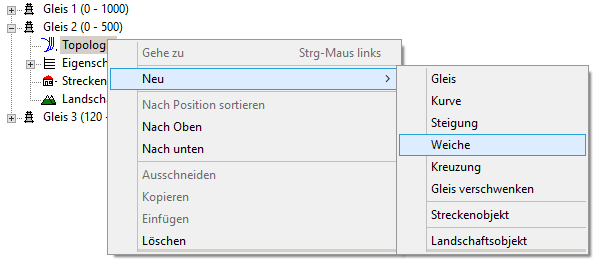 Gleis 1 (0 - 1000)
Gleis 2 (0 - 500)
Topolog
Eigensch
Strecken
Landscha
Gleis 3 (120 -
Gehe zu Strg-Maus links
Neu
Nach Position sortieren
Nach Oben
Nach unten
Ausschneiden
Kopieren
Einfügen
Löschen
Gleis
Kurve
Steigung
Weiche
Kreuzung
Gleis verschwenken
Streckenobjekt
Landschaftsobjekt